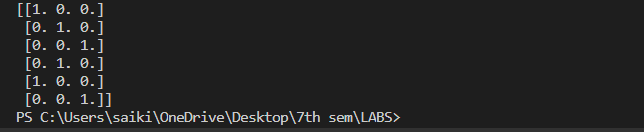 [[1. 0. 0.]
 [0. 1. 0.]
 [0. 0. 1.]
 [0. 1. 0.]
 [1. 0. 0.]
 [0. 0. 1.]]
PS C:\Users\saiki\OneDrive\Desktop\7th sem\LABS>